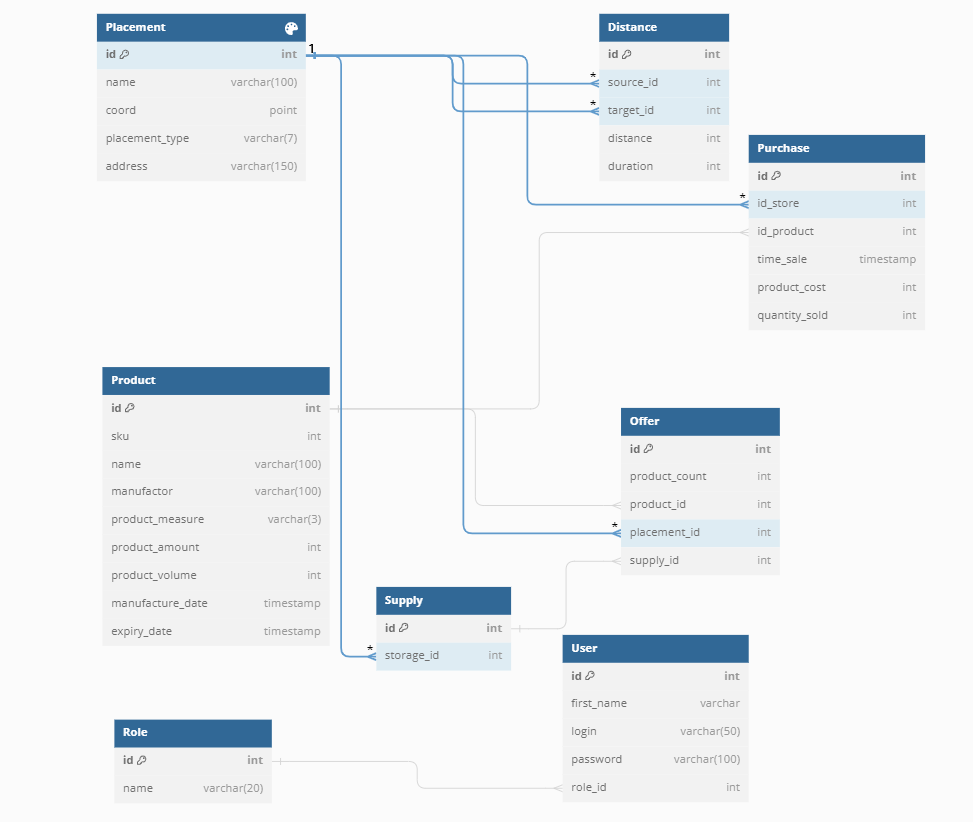 Placement
id int
name varchar(100)
coord point
placement_type varchar(7)
address varchar(150)
1
Distance
id int
* source_id int
* target_id int
distance int
duration int
Purchase
id int
* id_store int
id_product int
time_sale timestamp
product_cost int
quantity_sold int
Product
id int
sku int
name varchar(100)
manufactor varchar(100)
product_measure varchar(3)
product_amount int
product_volume int
manufacture_date timestamp
expiry_date timestamp
Offer
id int
product_count int
product_id int
* placement_id int
supply_id int
Supply
id int
* storage_id int
User
id int
first_name varchar
login varchar(50)
password varchar(100)
role_id int
Role
id int
name varchar(20)